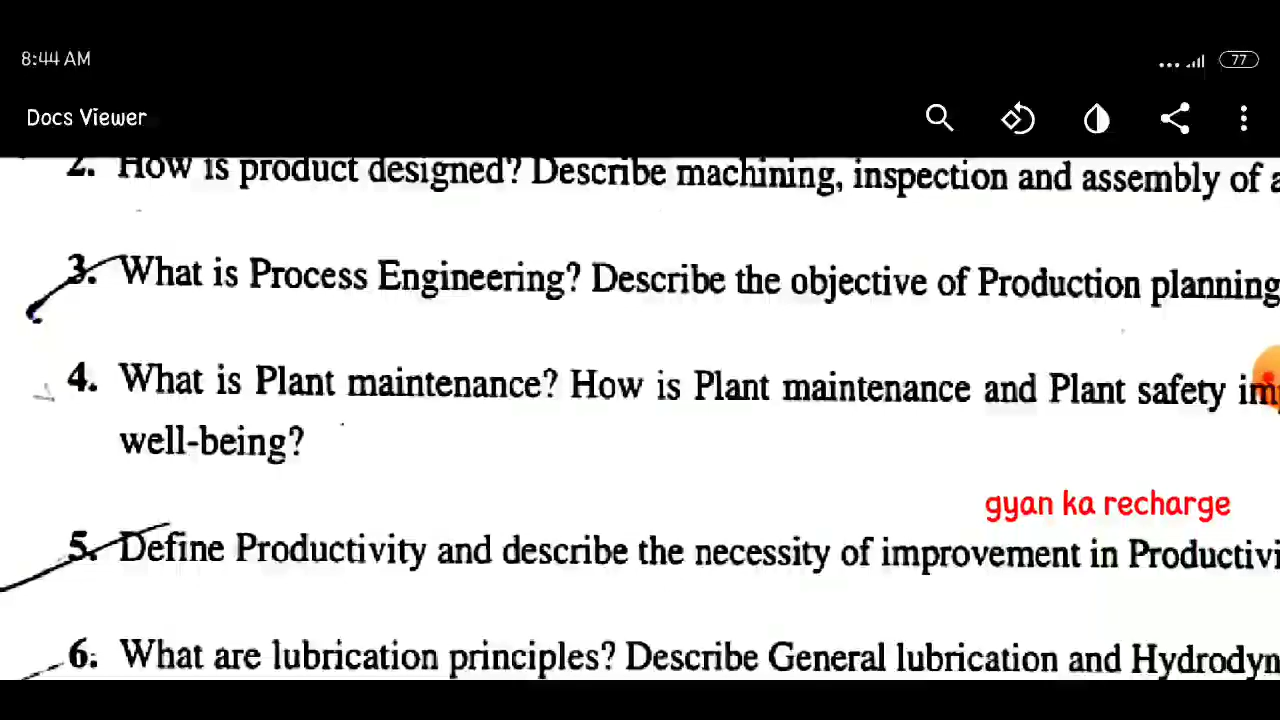 8:44 AM
77
Docs Viewer
2. How is product designed? Describe machining, inspection and assembly of a
3. What is Process Engineering? Describe the objective of Production planning
4. What is Plant maintenance? How is Plant maintenance and Plant safety
well-being?
gyan ka recharge
5. Define Productivity and describe the necessity of improvement in
6. What are lubrication principles? Describe General lubrication and